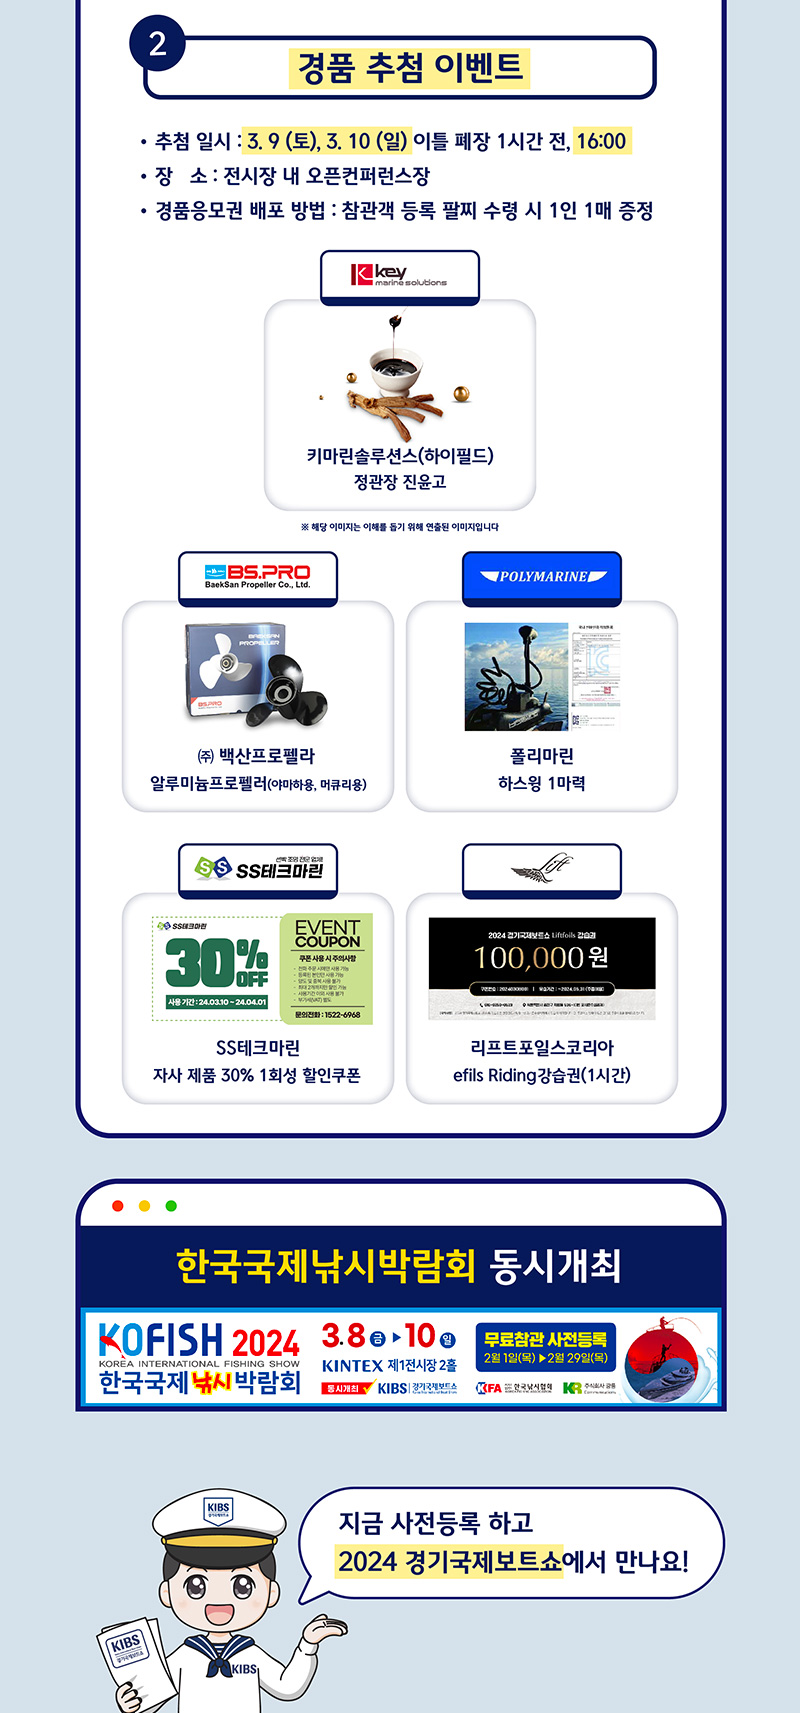 2
경품 추첨 이벤트
• 추첨 일시 : 3. 9 (토), 3. 10 (일) 이틀 폐장 1시간 전, 16:00
• 장 소 : 전시장 내 오픈컨퍼런스장
• 경품응모권 배포 방법 : 참관객 등록 팔찌 수령 시 1인 1매 증정
key
marine solutions
키마린솔루션스(하이필드)
정관장 진윤고
※ 해당 이미지는 이해를 돕기 위해 연출된 이미지입니다
BS.PRO
BaekSan Propeller Co., Ltd.
BAEKSAN
PROPELLER
BS.PRO
㈜ 백산프로펠라
알루미늄프로펠러(야마하용, 머큐리용)
POLYMARINE
폴리마린
하스윙 1마력
선박 조명 전문 업체!
SS테크마린
SS테크마린
30% OFF
사용 기간 : 24.03.10 ~ 24.04.01
EVENT
COUPON
쿠폰 사용 시 주의사항
문의전화 : 1522-6968
SS테크마린
자사 제품 30% 1회성 할인쿠폰
Lift
2024 경기국제보트쇼 Liftfoils 강습권
100,000 원
리프트포일스코리아
efils Riding강습권(1시간)
한국국제낚시박람회 동시개최
KOFISH 2024
KOREA INTERNATIONAL FISHING SHOW
한국국제 낚시 박람회
3.8 금 ▶ 10 일
KINTEX 제1전시장 2홀
동시개최 KIBS 경기국제보트쇼
무료참관 사전등록
2월 1일(목) ▶ 2월 29일(목)
KFA 한국낚시협회
KR
지금 사전등록 하고
2024 경기국제보트쇼에서 만나요!
KIBS
경기국제보트쇼
KIBS
경기국제보트쇼
KIBS